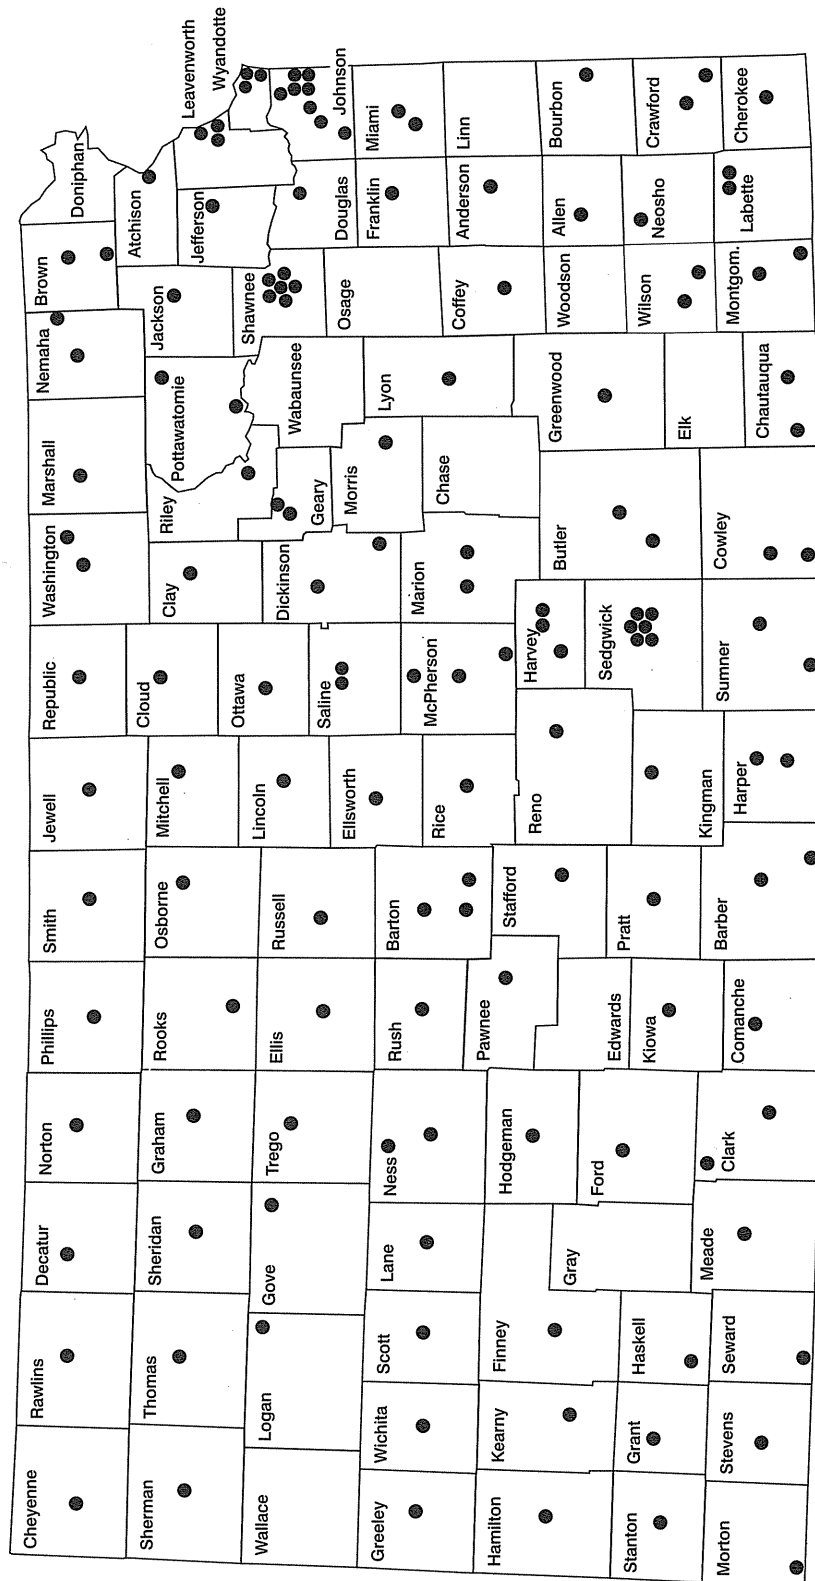 Cheyenne
Rawlins
Decatur
Norton
Phillips
Smith
Jewell
Republic
Washington
Marshall
Nemaha
Brown
Doniphan
Sherman
Thomas
Sheridan
Graham
Rooks
Osborne
Mitchell
Cloud
Clay
Riley
Pottawatomie
Jackson
Atchison
Jefferson
Leavenworth
Wyandotte
Wallace
Logan
Gove
Trego
Ellis
Russell
Lincoln
Ottawa
Saline
Dickinson
Geary
Wabaunsee
Shawnee
Osage
Douglas
Johnson
Greeley
Wichita
Scott
Lane
Ness
Rush
Barton
Ellsworth
Rice
McPherson
Marion
Morris
Chase
Lyon
Coffey
Franklin
Miami
Anderson
Linn
Hamilton
Kearny
Finney
Hodgeman
Pawnee
Stafford
Reno
Harvey
Butler
Greenwood
Woodson
Allen
Bourbon
Stanton
Grant
Haskell
Gray
Ford
Edwards
Kiowa
Pratt
Kingman
Sedgwick
Elk
Wilson
Neosho
Crawford
Morton
Stevens
Seward
Meade
Clark
Comanche
Barber
Harper
Sumner
Cowley
Chautauqua
Montgom.
Labette
Cherokee